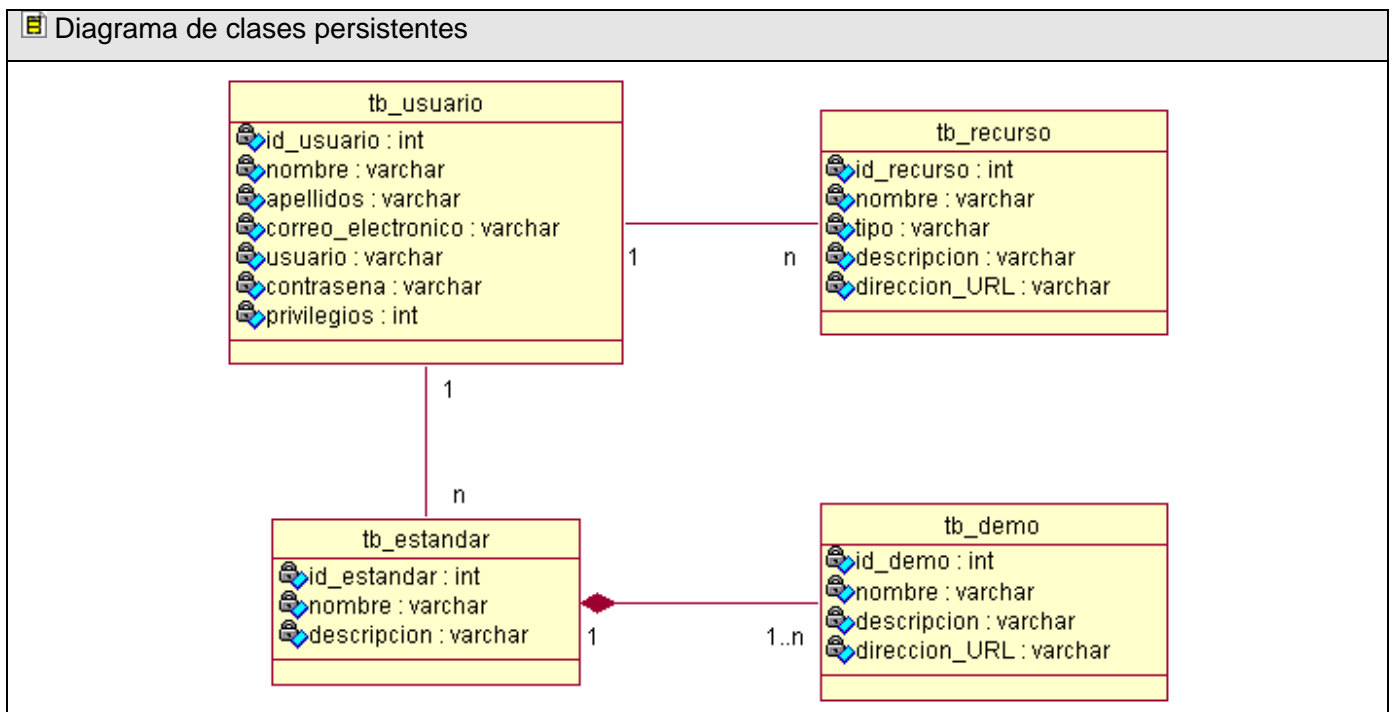 Diagrama de clases persistentes
tb_usuario
id_usuario : int
nombre : varchar
apellidos : varchar
correo_electronico : varchar
usuario : varchar
contrasena : varchar
privilegios : int
1
n
tb_recurso
id_recurso : int
nombre : varchar
tipo : varchar
descripcion : varchar
direccion_URL : varchar
1
n
tb_estandar
id_estandar : int
nombre : varchar
descripcion : varchar
1
1..n
tb_demo
id_demo : int
nombre : varchar
descripcion : varchar
direccion_URL : varchar